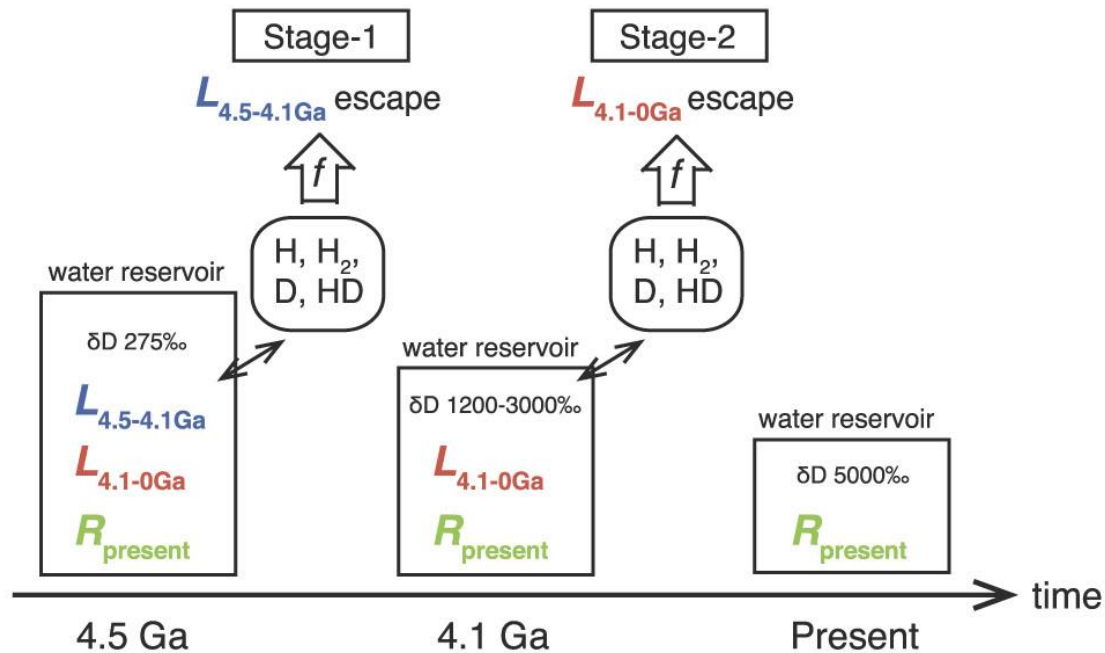 Stage-1
Stage-2
L4.5-4.1Ga escape
L4.1-0Ga escape
f
f
H, H2,
D, HD
H, H2,
D, HD
water reservoir
δD 275‰
L4.5-4.1Ga
L4.1-0Ga
Rpresent
water reservoir
δD 1200-3000‰
L4.1-0Ga
Rpresent
water reservoir
δD 5000‰
Rpresent
time
4.5 Ga
4.1 Ga
Present